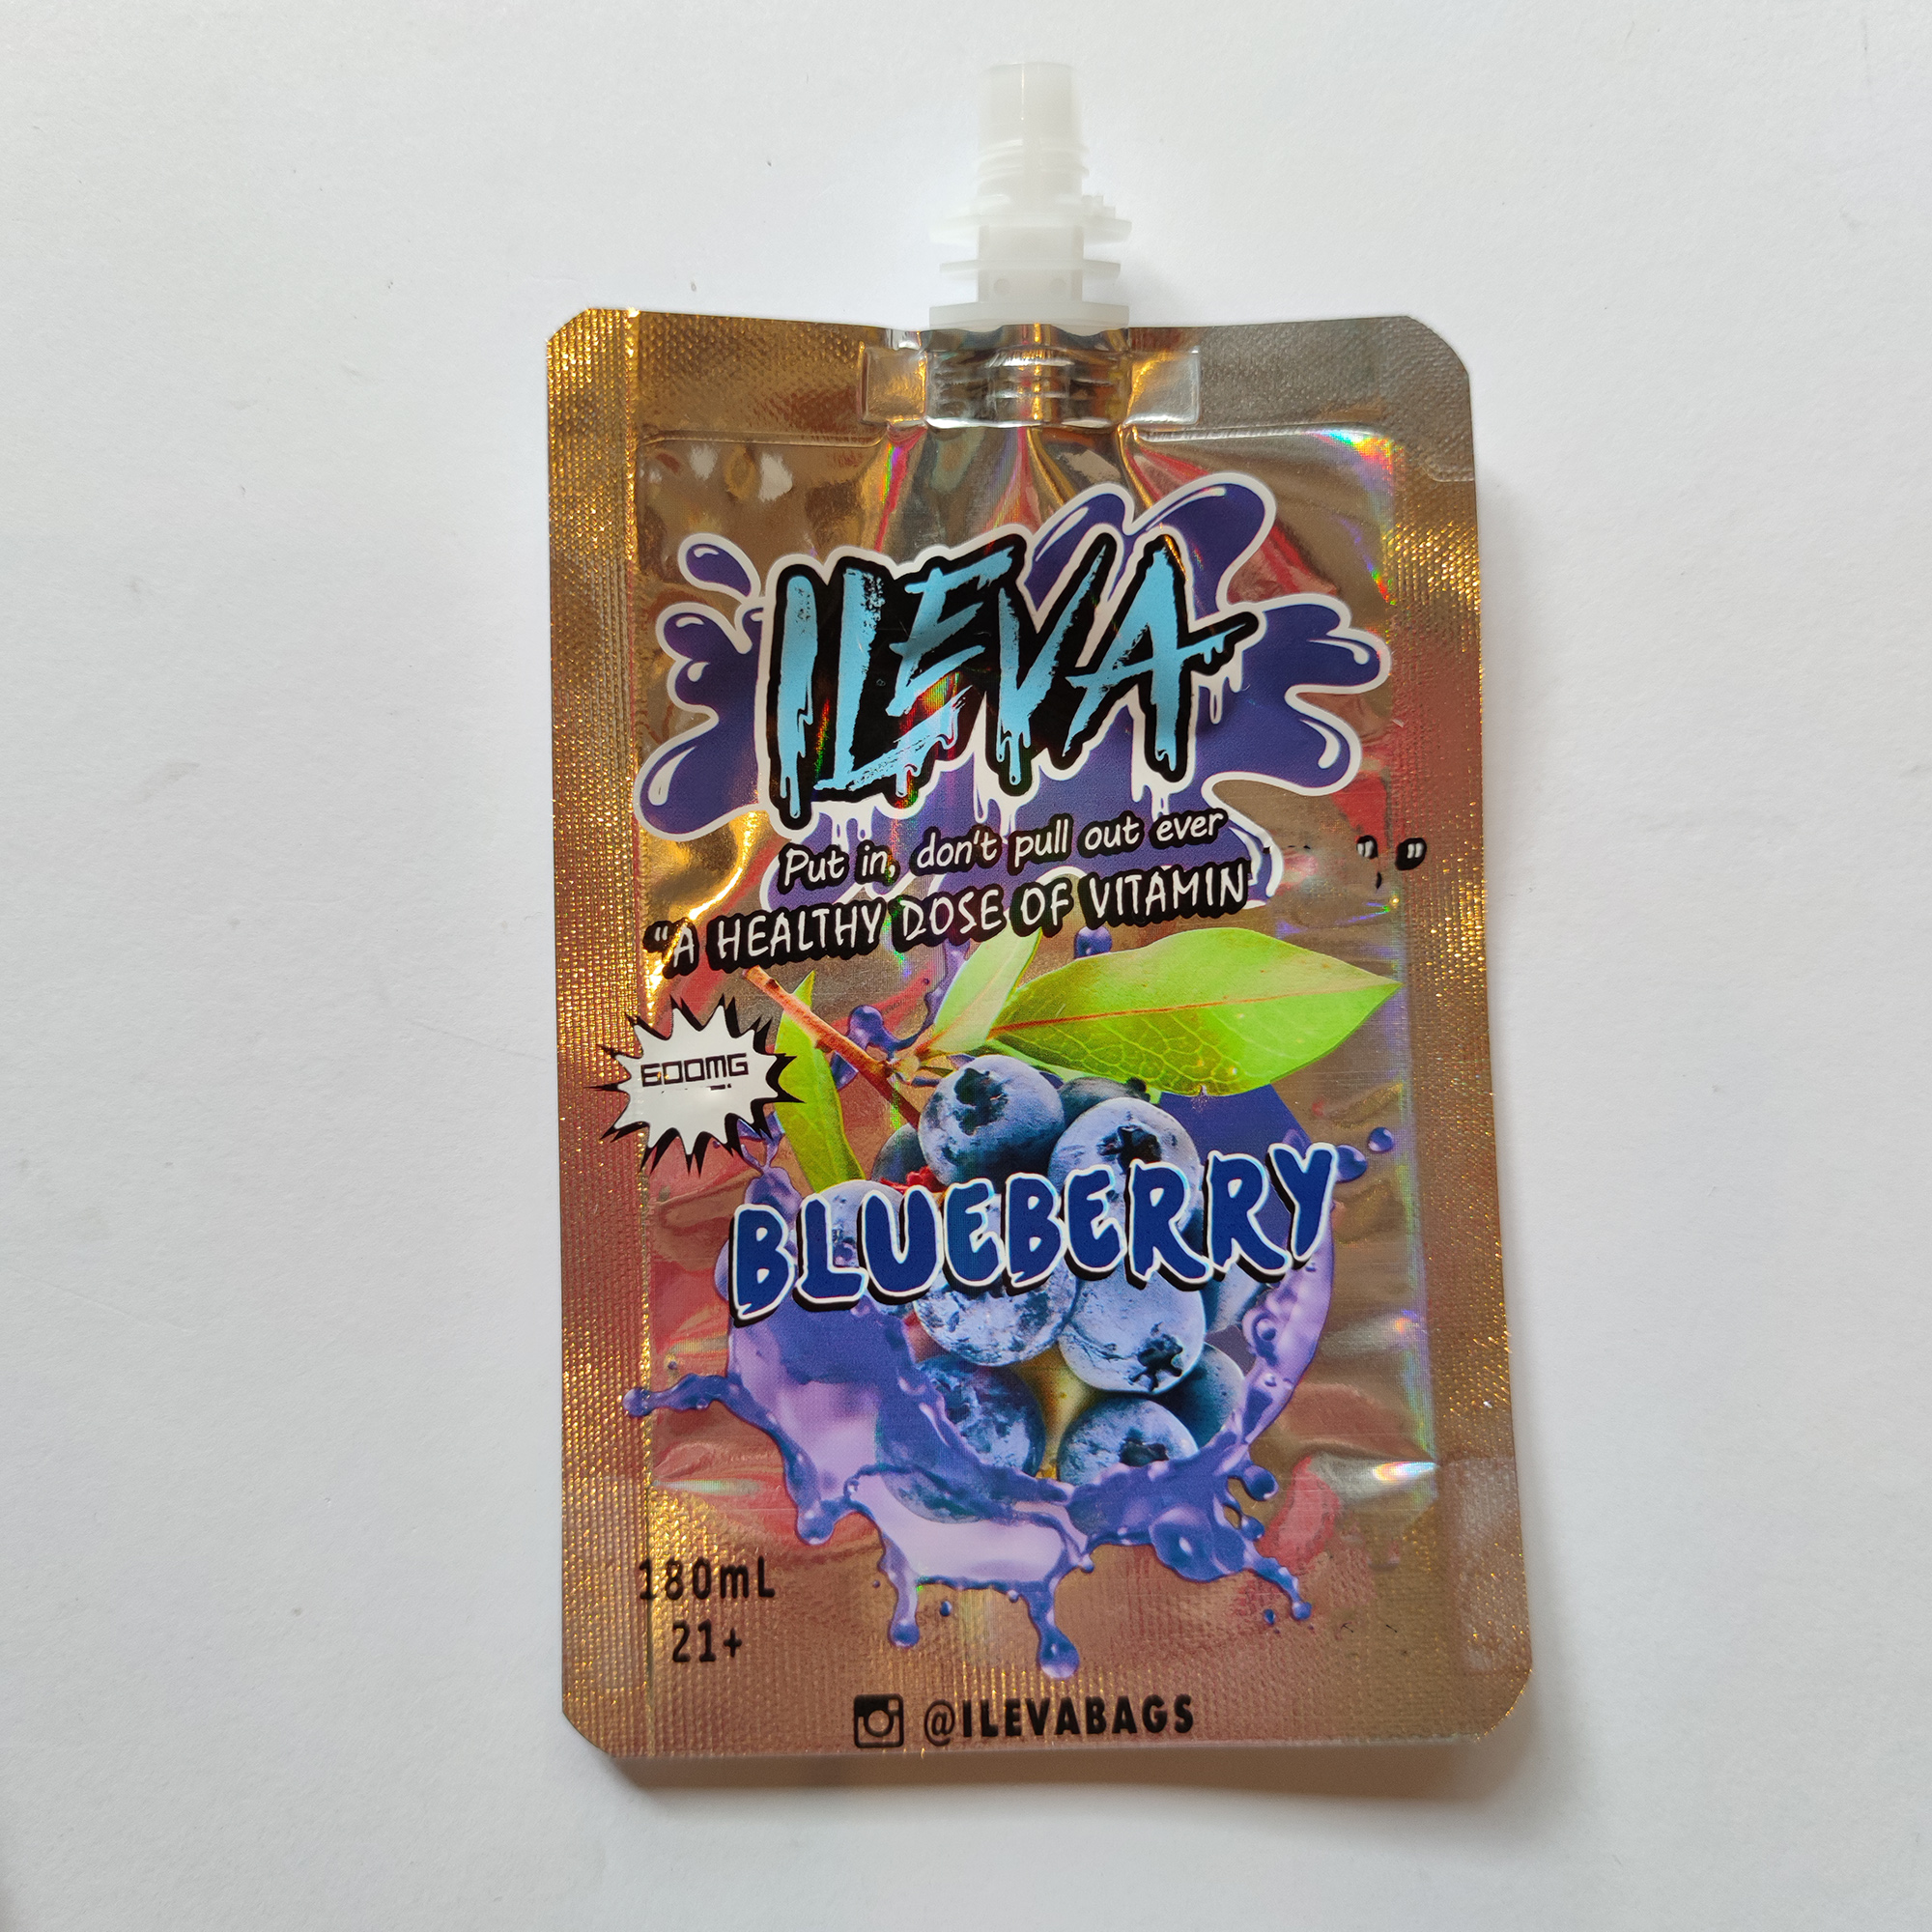 ILEVA
Put in, don't pull out ever
"A HEALTHY DOSE OF VITAMIN " "
600MG
BLUEBERRY
180mL
21+
@ILEVABAGS